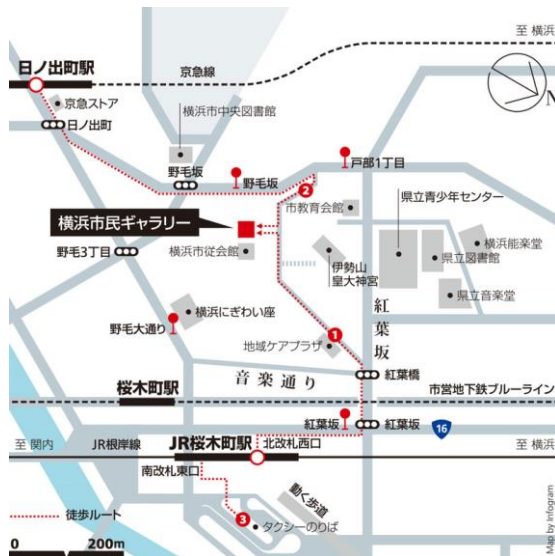 至 横浜
日ノ出町駅
京急線
京急ストア
日ノ出町
横浜市中央図書館
N
野毛坂
野毛坂
戸部1丁目
2
市教育会館
県立青少年センター
横浜市民ギャラリー
横浜能楽堂
野毛3丁目
横浜市従会館
伊勢山
皇大神宮
県立図書館
県立音楽堂
横浜にぎわい座
紅葉坂
野毛大通り
1
地域ケアプラザ
音楽通り
紅葉橋
桜木町駅
市営地下鉄ブルーライン
紅葉坂
紅葉坂
16
至 関内
JR根岸線
JR桜木町駅
北改札西口
至 横浜
南改札東口
動く歩道
徒歩ルート
3
タクシーのりば
0
200m
Map by Infogram